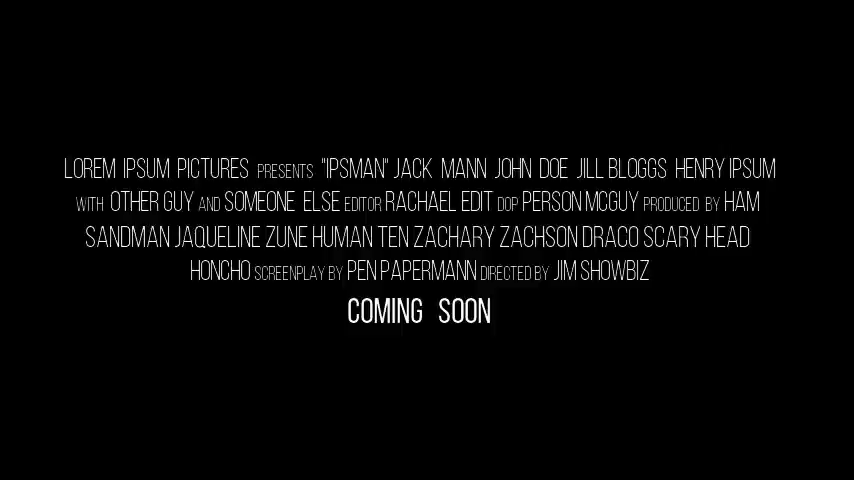 LOREM IPSUM PICTURES PRESENTS "IPSMAN" JACK MANN JOHN DOE JILL BLOGGS HENRY IPSUM
WITH OTHER GUY AND SOMEONE ELSE EDITOR RACHAEL EDIT DOP PERSON MCGUY PRODUCED BY HAM
SANDMAN JAQUELINE ZUNE HUMAN TEN ZACHARY ZACHSON DRACO SCARY HEAD
HONCHO SCREENPLAY BY PEN PAPERMANN DIRECTED BY JIM SHOWBIZ
COMING SOON